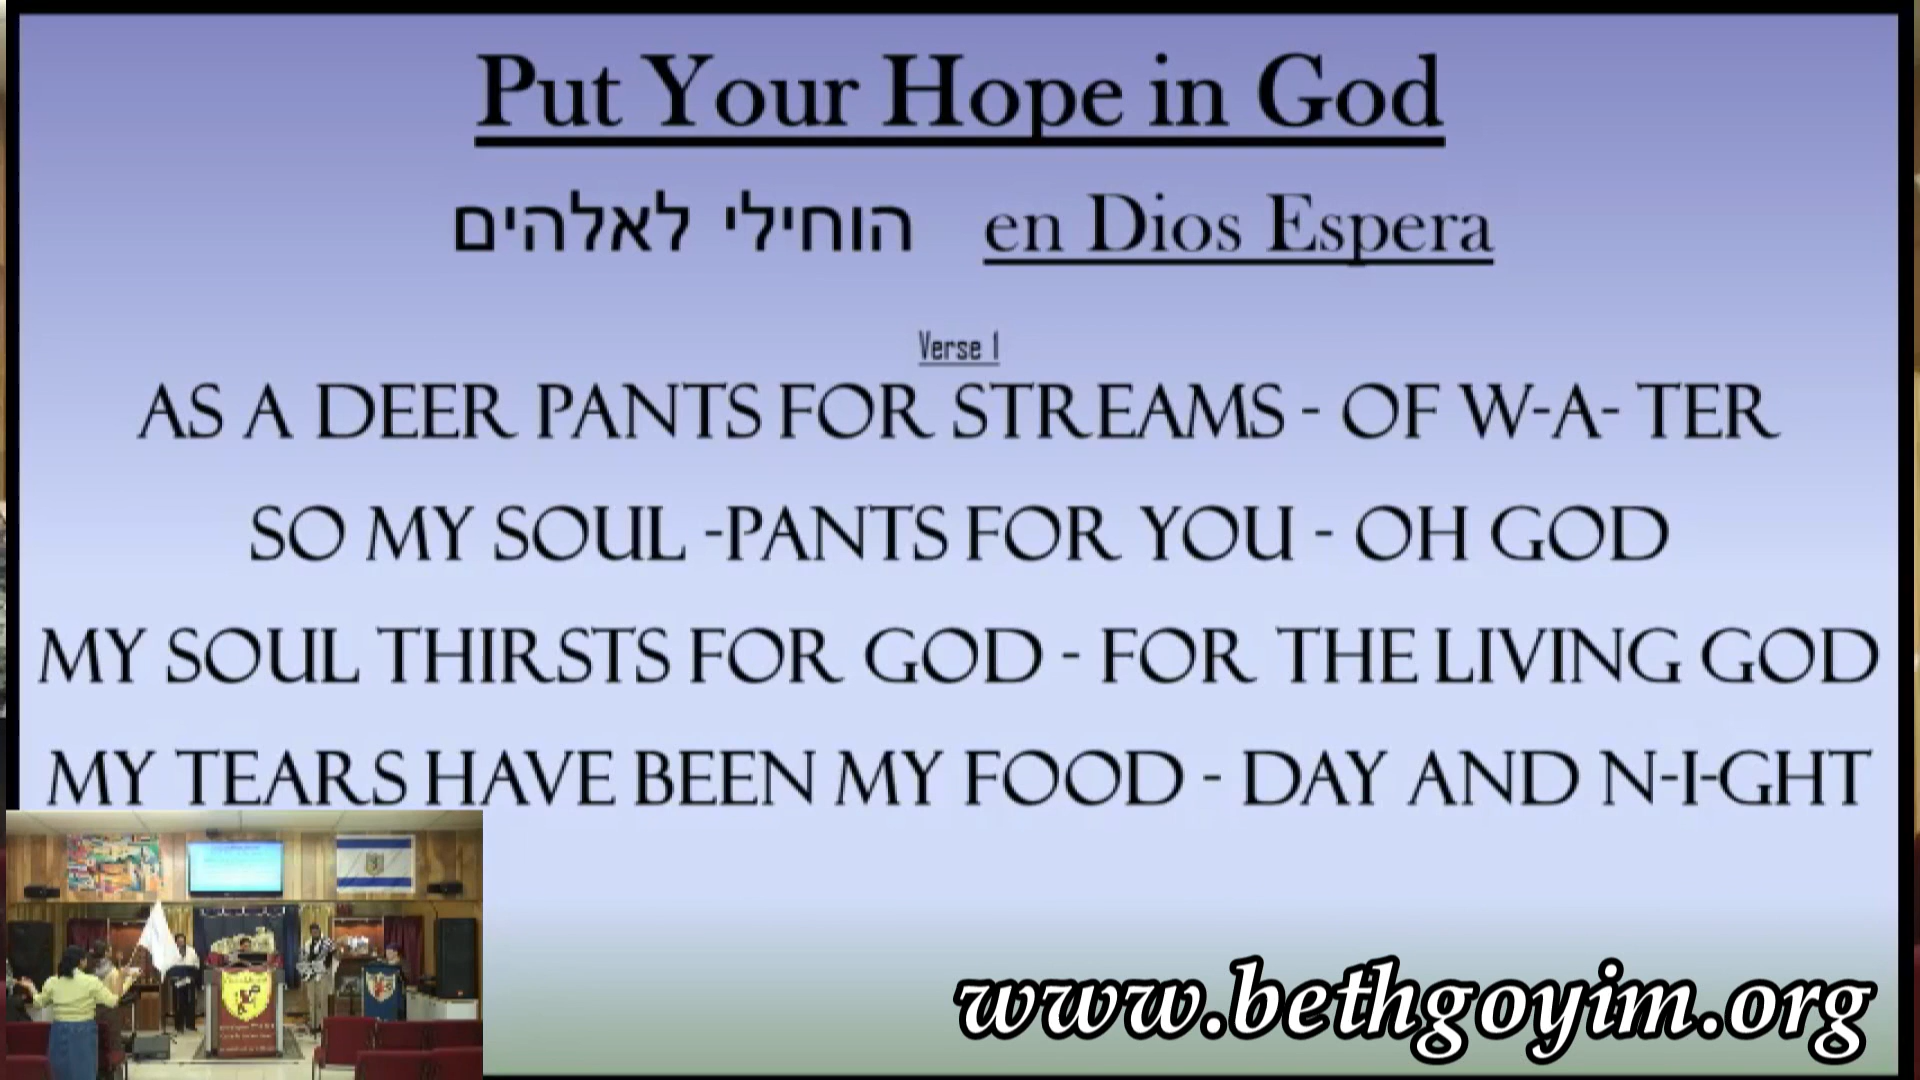 Put Your Hope in God
הוחילי לאלהים en Dios Espera
Verse 1
AS A DEER PANTS FOR STREAMS - OF W-A- TER
SO MY SOUL -PANTS FOR YOU - OH GOD
MY SOUL THIRSTS FOR GOD - FOR THE LIVING GOD
MY TEARS HAVE BEEN MY FOOD - DAY AND N-I-GHT
www.bethgoyim.org